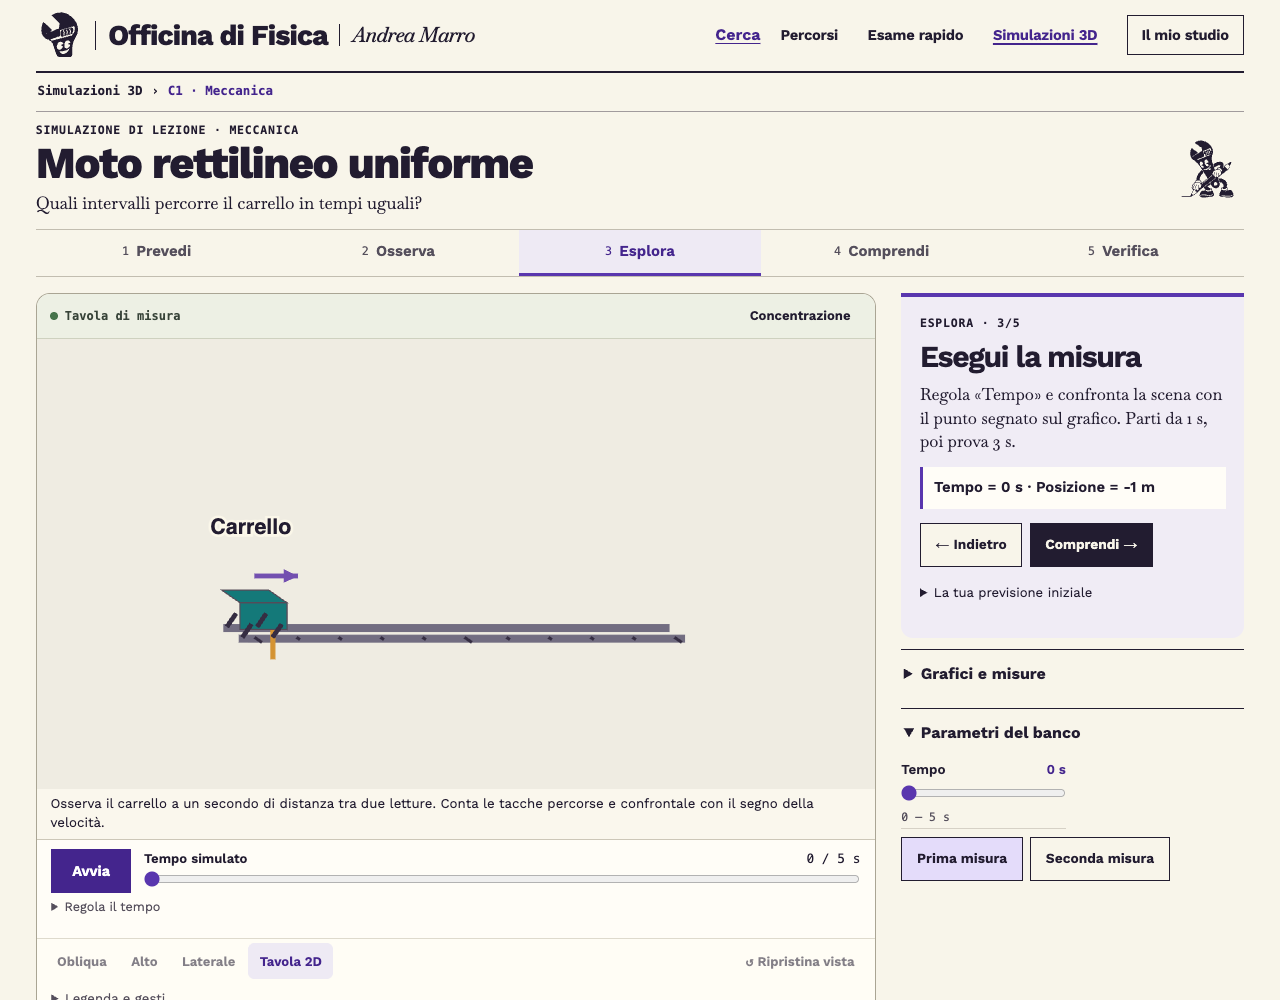 Officina di Fisica
Andrea Marro
Cerca
Percorsi
Esame rapido
Simulazioni 3D
Il mio studio
Simulazioni 3D › C1 · Meccanica
SIMULAZIONE DI LEZIONE · MECCANICA
Moto rettilineo uniforme
Quali intervalli percorre il carrello in tempi uguali?
1 Prevedi
2 Osserva
3 Esplora
4 Comprendi
5 Verifica
Tavola di misura
Concentrazione
Carrello
Osserva il carrello a un secondo di distanza tra due letture. Conta le tacche percorse e confrontale con il segno della
velocità.
Avvia
Tempo simulato
0 / 5 s
▶ Regola il tempo
Obliqua
Alto
Laterale
Tavola 2D
↺ Ripristina vista
▶ Legenda e gesti
ESPLORA · 3/5
Esegui la misura
Regola «Tempo» e confronta la scena con
il punto segnato sul grafico. Parti da 1 s,
poi prova 3 s.
Tempo = 0 s · Posizione = -1 m
← Indietro
Comprendi →
▶ La tua previsione iniziale
▶ Grafici e misure
▼ Parametri del banco
Tempo
0 s
0 – 5 s
Prima misura
Seconda misura